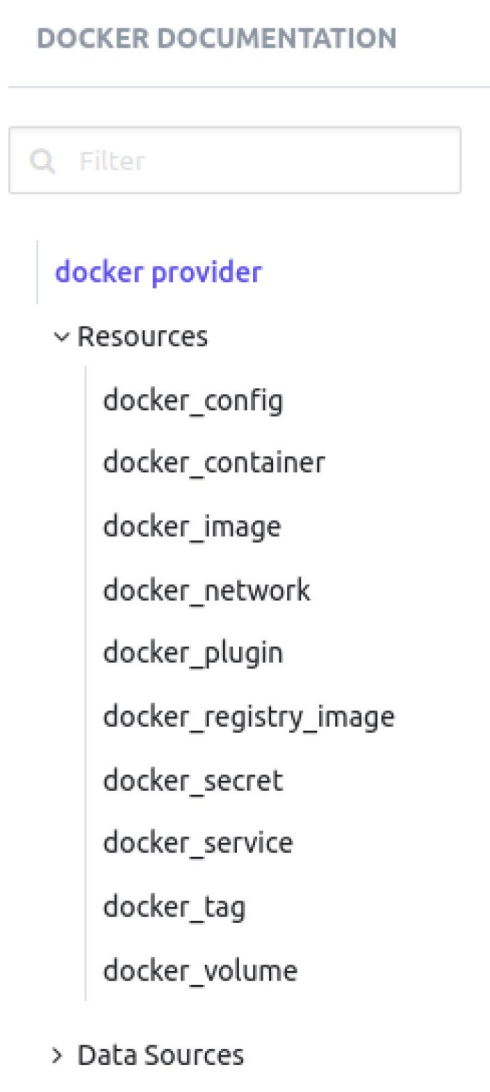 DOCKER DOCUMENTATION
Filter
docker provider
Resources
docker_config
docker_container
docker_image
docker_network
docker_plugin
docker_registry_image
docker_secret
docker_service
docker_tag
docker_volume
Data Sources